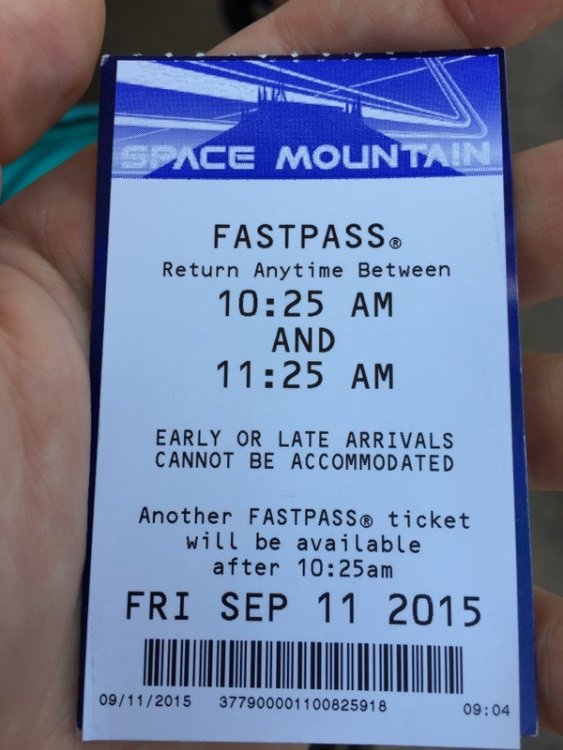 SPACE MOUNTAIN
FASTPASS®
Return Anytime Between
10:25 AM
AND
11:25 AM
EARLY OR LATE ARRIVALS
CANNOT BE ACCOMMODATED
Another FASTPASS® ticket
will be available
after 10:25am
FRI SEP 11 2015
09/11/2015 377900001100825918 09:04